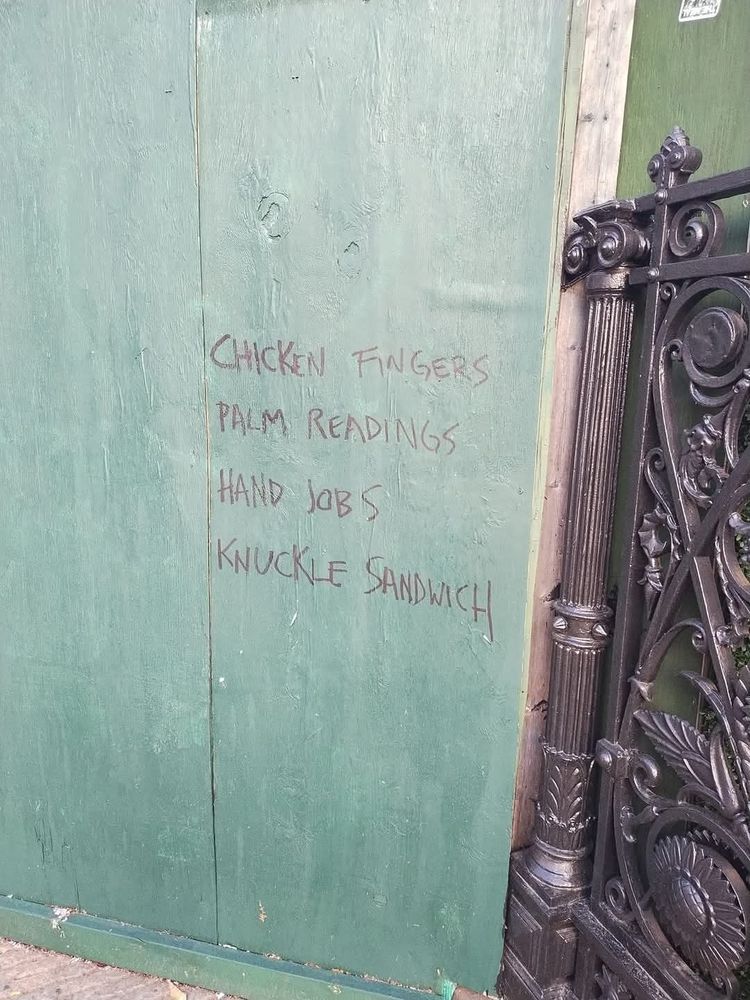 CHICKEN FINGERS
PALM READINGS
HAND JOBS
KNUCKLE SANDWICH